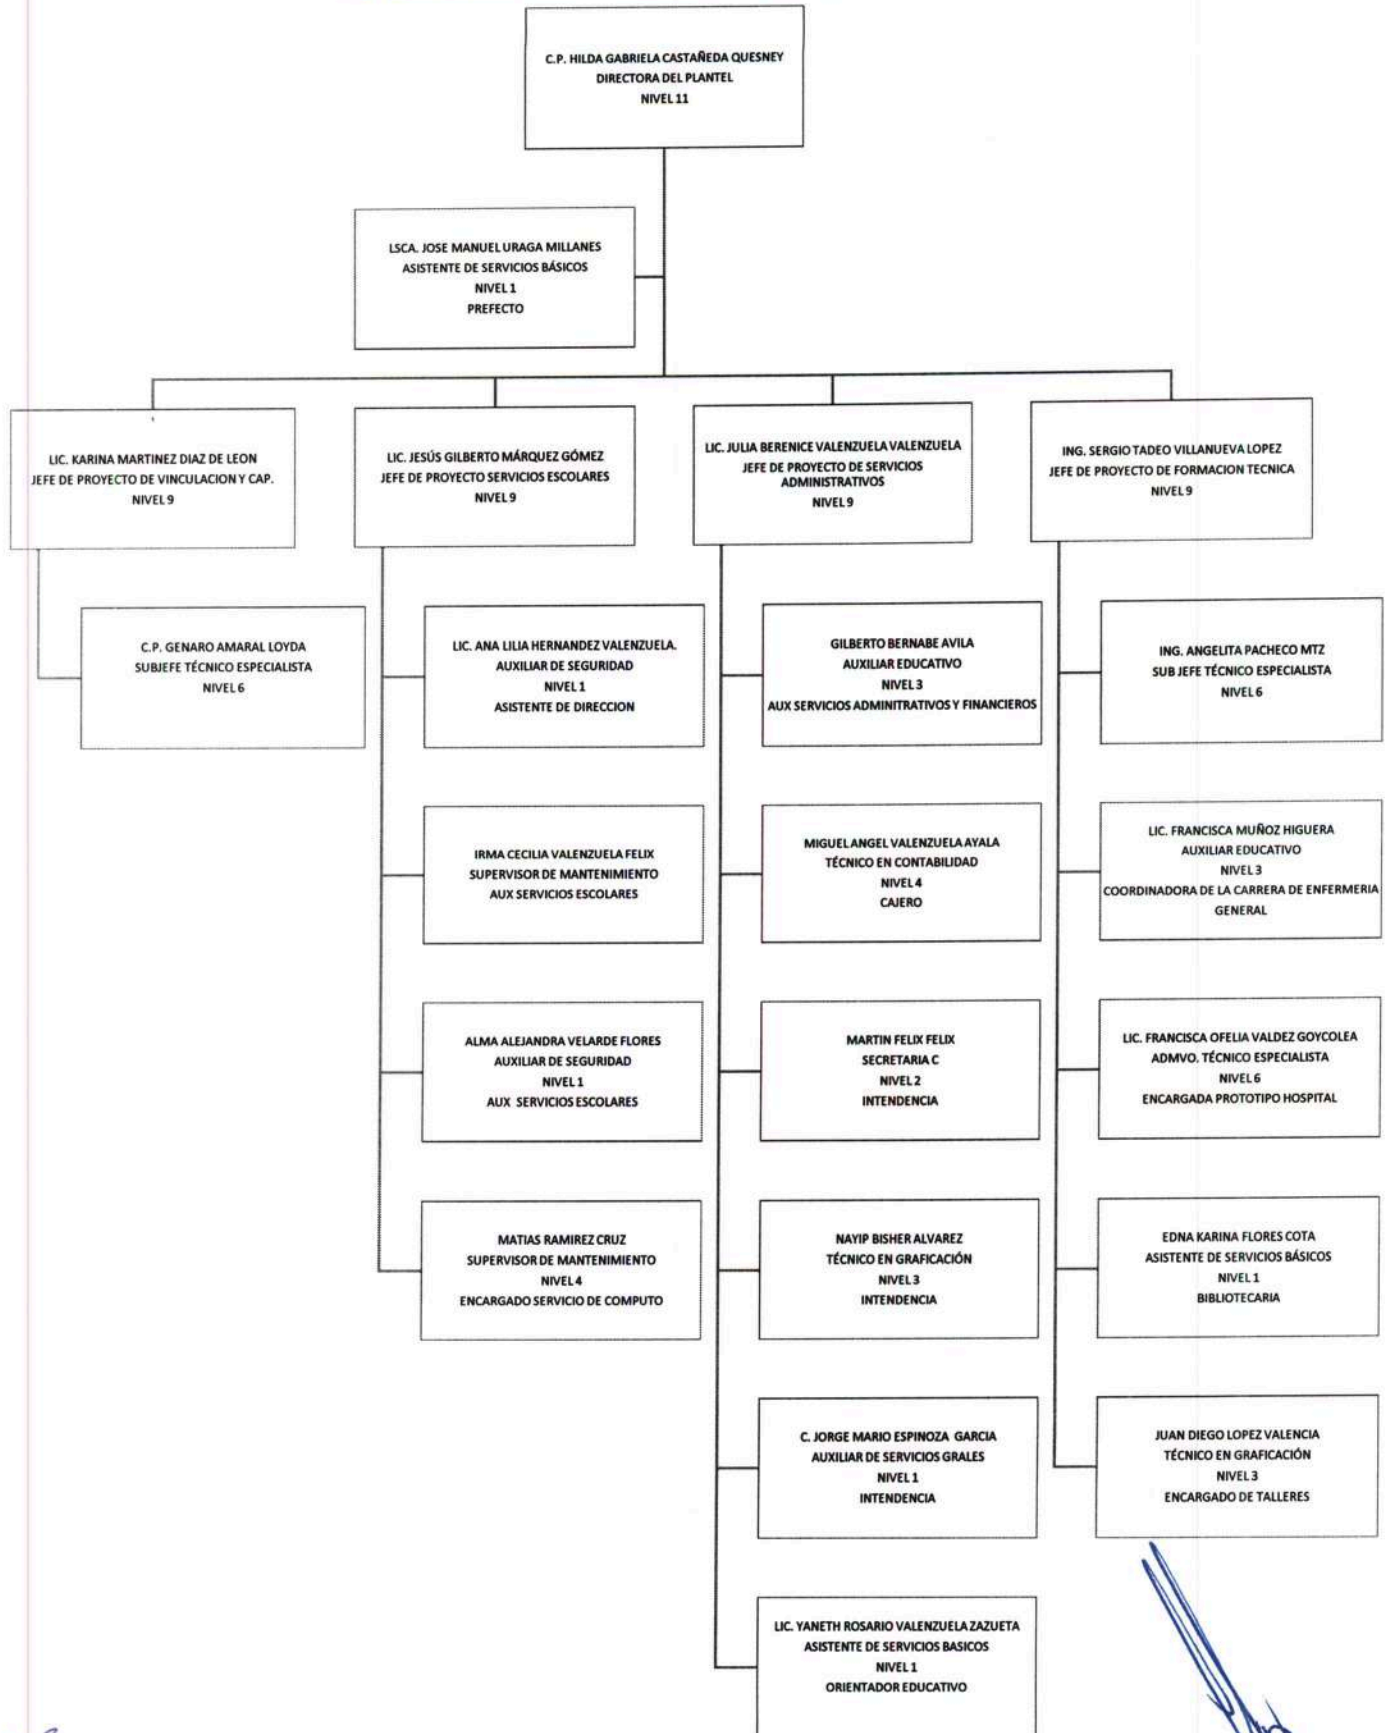 C.P. HILDA GABRIELA CASTAÑEDA QUESNEY
DIRECTORA DEL PLANTEL
NIVEL 11
LSCA. JOSE MANUEL URAGA MILLANES
ASISTENTE DE SERVICIOS BÁSICOS
NIVEL 1
PREFECTO
LIC. KARINA MARTINEZ DIAZ DE LEON
JEFE DE PROYECTO DE VINCULACION Y CAP.
NIVEL 9
C.P. GENARO AMARAL LOYDA
SUBJEFE TÉCNICO ESPECIALISTA
NIVEL 6
LIC. JESÚS GILBERTO MÁRQUEZ GÓMEZ
JEFE DE PROYECTO SERVICIOS ESCOLARES
NIVEL 9
LIC. ANA LILIA HERNANDEZ VALENZUELA.
AUXILIAR DE SEGURIDAD
NIVEL 1
ASISTENTE DE DIRECCION
IRMA CECILIA VALENZUELA FELIX
SUPERVISOR DE MANTENIMIENTO
AUX SERVICIOS ESCOLARES
ALMA ALEJANDRA VELARDE FLORES
AUXILIAR DE SEGURIDAD
NIVEL 1
AUX SERVICIOS ESCOLARES
MATIAS RAMIREZ CRUZ
SUPERVISOR DE MANTENIMIENTO
NIVEL 4
ENCARGADO SERVICIO DE COMPUTO
LIC. JULIA BERENICE VALENZUELA VALENZUELA
JEFE DE PROYECTO DE SERVICIOS
ADMINISTRATIVOS
NIVEL 9
GILBERTO BERNABE AVILA
AUXILIAR EDUCATIVO
NIVEL 3
AUX SERVICIOS ADMINITRATIVOS Y FINANCIEROS
MIGUEL ANGEL VALENZUELA AYALA
TÉCNICO EN CONTABILIDAD
NIVEL 4
CAJERO
MARTIN FELIX FELIX
SECRETARIA C
NIVEL 2
INTENDENCIA
NAYIP BISHER ALVAREZ
TÉCNICO EN GRAFICACIÓN
NIVEL 3
INTENDENCIA
C. JORGE MARIO ESPINOZA GARCIA
AUXILIAR DE SERVICIOS GRALES
NIVEL 1
INTENDENCIA
LIC. YANETH ROSARIO VALENZUELA ZAZUETA
ASISTENTE DE SERVICIOS BASICOS
NIVEL 1
ORIENTADOR EDUCATIVO
ING. SERGIO TADEO VILLANUEVA LOPEZ
JEFE DE PROYECTO DE FORMACION TECNICA
NIVEL 9
ING. ANGELITA PACHECO MTZ
SUB JEFE TÉCNICO ESPECIALISTA
NIVEL 6
LIC. FRANCISCA MUÑOZ HIGUERA
AUXILIAR EDUCATIVO
NIVEL 3
COORDINADORA DE LA CARRERA DE ENFERMERIA
GENERAL
LIC. FRANCISCA OFELIA VALDEZ GOYCOLEA
ADMVO. TÉCNICO ESPECIALISTA
NIVEL 6
ENCARGADA PROTOTIPO HOSPITAL
EDNA KARINA FLORES COTA
ASISTENTE DE SERVICIOS BÁSICOS
NIVEL 1
BIBLIOTECARIA
JUAN DIEGO LOPEZ VALENCIA
TÉCNICO EN GRAFICACIÓN
NIVEL 3
ENCARGADO DE TALLERES